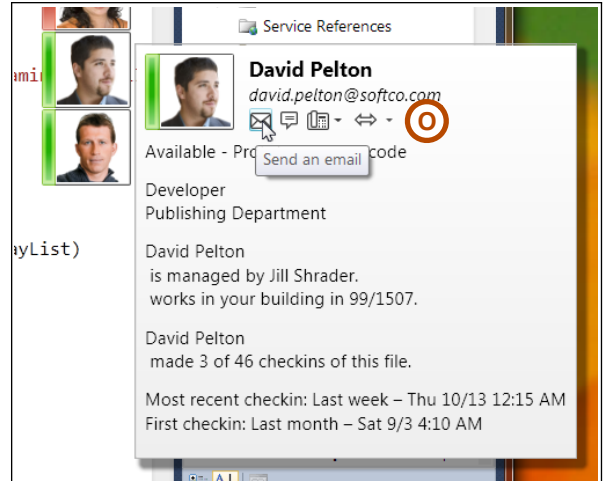 Service References
ami
David Pelton
david.pelton@softco.com
O
Available - Pro code
Send an email
Developer
Publishing Department
ayList)
David Pelton
is managed by Jill Shrader.
works in your building in 99/1507.
David Pelton
made 3 of 46 checkins of this file.
Most recent checkin: Last week – Thu 10/13 12:15 AM
First checkin: Last month – Sat 9/3 4:10 AM